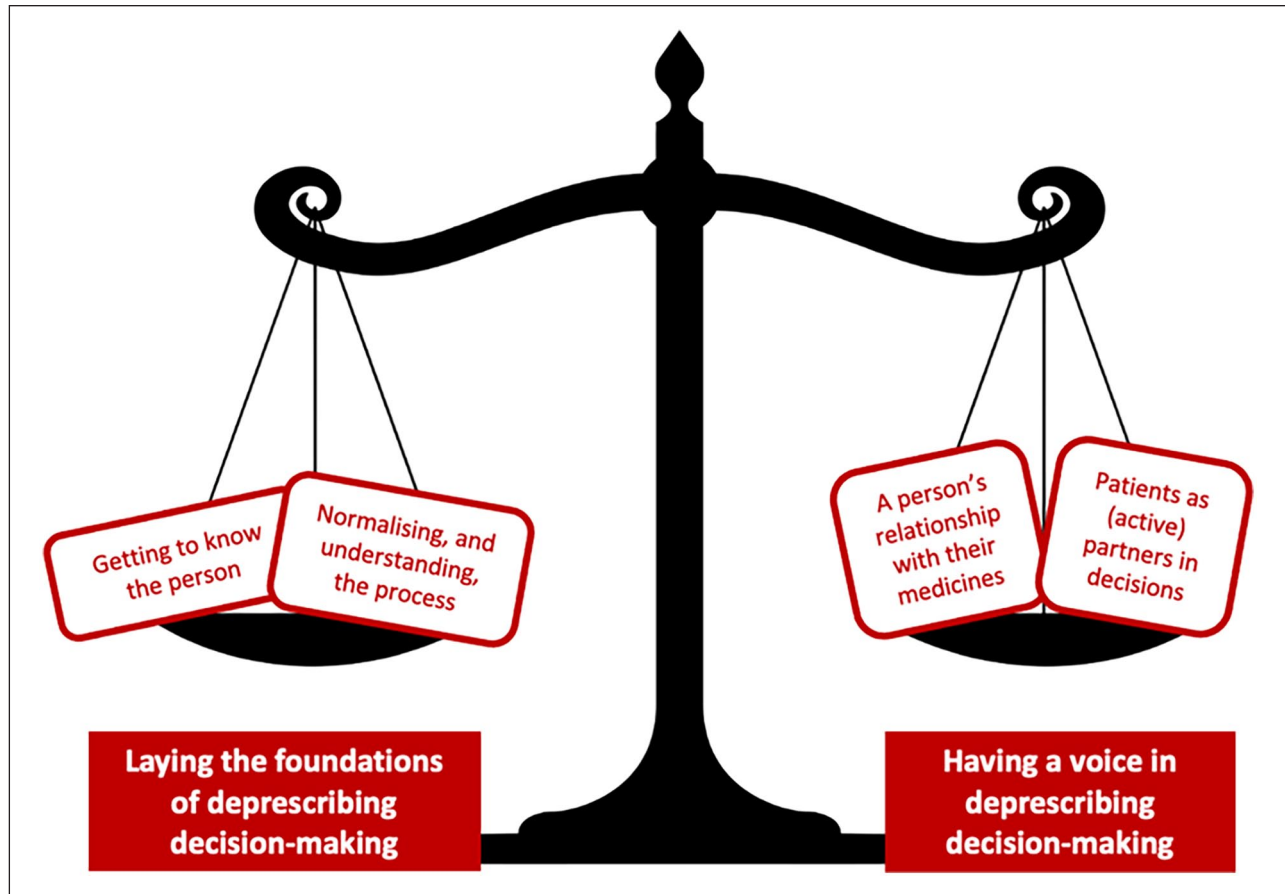 Getting to know
the person
Normalising, and
understanding,
the process
A person’s
relationship
with their
medicines
Patients as
(active)
partners in
decisions
Laying the foundations
of deprescribing
decision-making
Having a voice in
deprescribing
decision-making